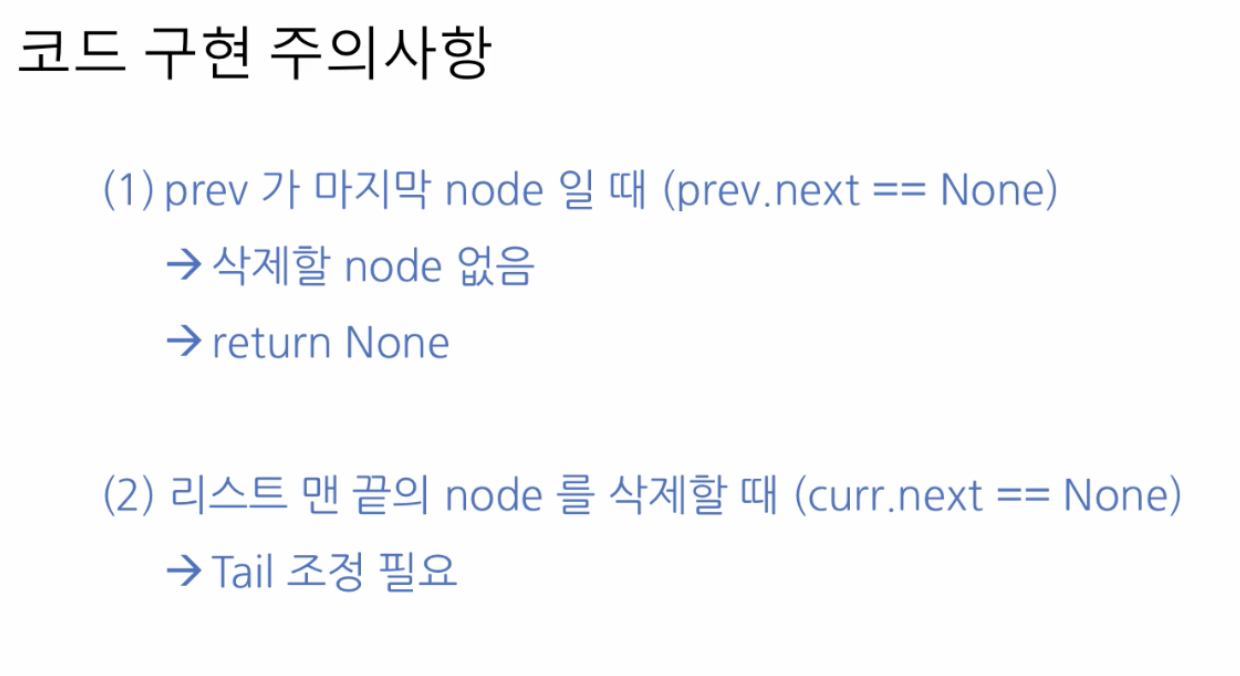 코드 구현 주의사항
(1) prev 가 마지막 node 일 때 (prev.next == None)
→ 삭제할 node 없음
→ return None
(2) 리스트 맨 끝의 node 를 삭제할 때 (curr.next == None)
→ Tail 조정 필요